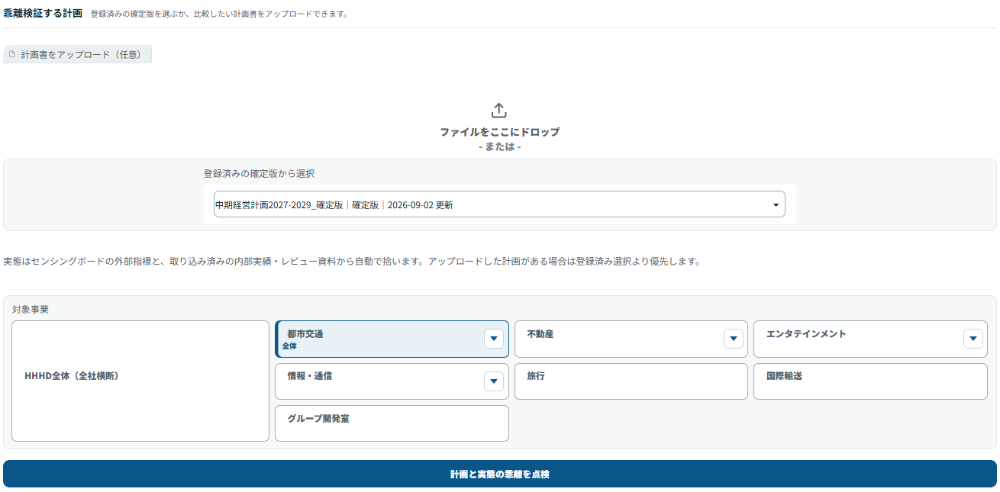 乖離検証する計画 登録済みの確定版を選ぶか、比較したい計画書をアップロードできます。
計画書をアップロード（任意）
ファイルをここにドロップ
- または -
登録済みの確定版から選択
中期経営計画2027-2029_確定版｜確定版｜2026-09-02 更新
実態はセンシングボードの外部指標と、取り込み済みの内部実績・レビュー資料から自動で拾います。アップロードした計画がある場合は登録済み選択より優先します。
対象事業
HHHD全体（全社横断）
都市交通
全体
不動産
エンタテインメント
情報・通信
旅行
国際輸送
グループ開発室
計画と実態の乖離を点検